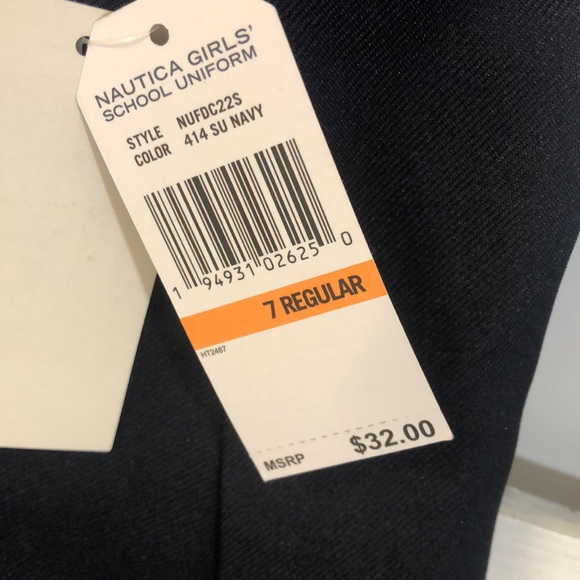 NAUTICA GIRLS'
SCHOOL UNIFORM
STYLE NUFDC22S
COLOR 414 SU NAVY
1 94931 02625 0
7 REGULAR
HT2487
MSRP $32.00